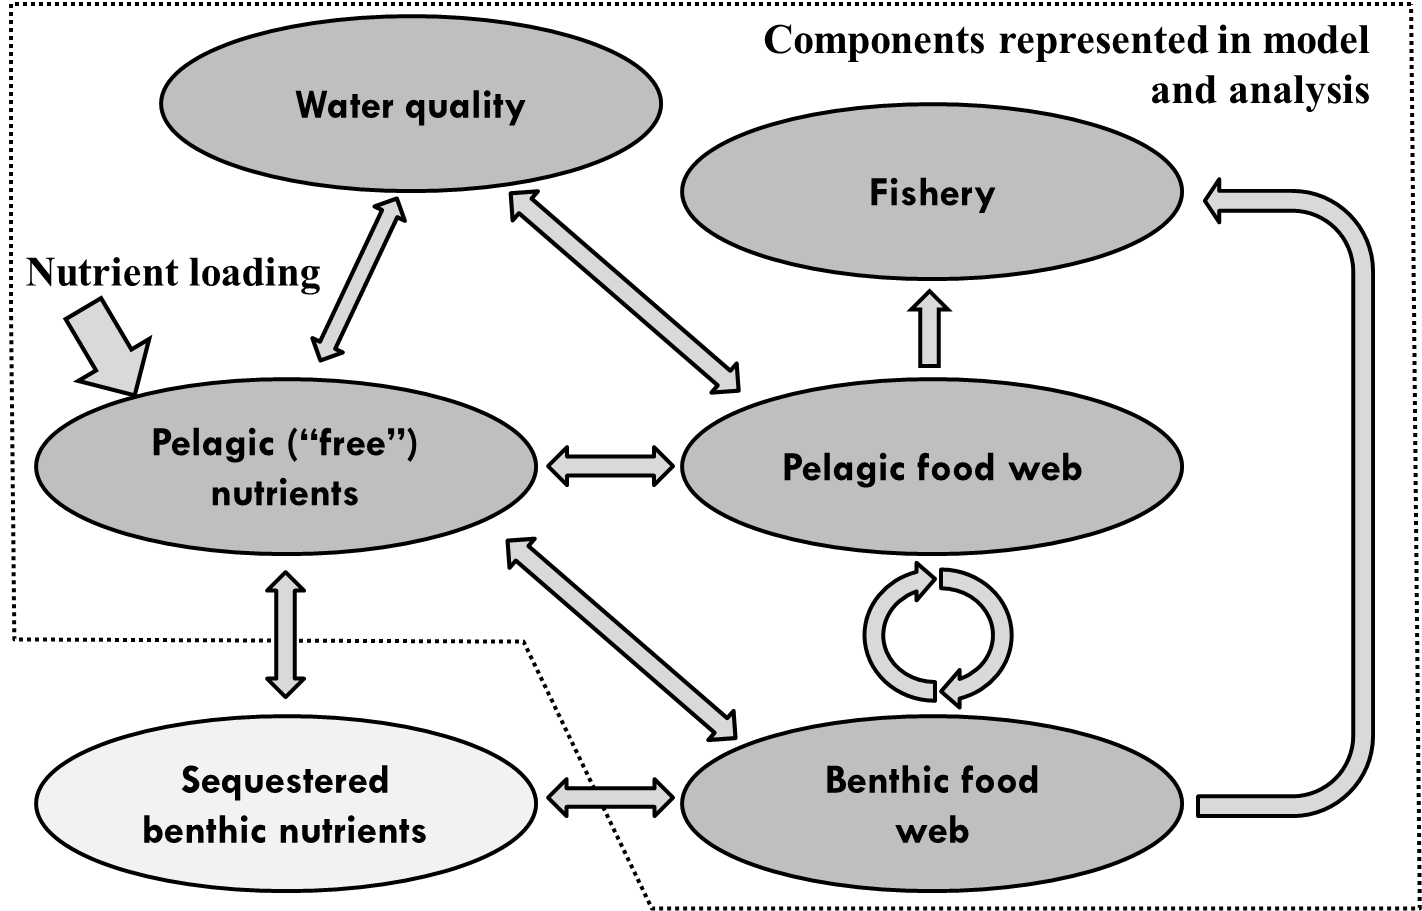 Components represented in model
and analysis
Water quality
Fishery
Nutrient loading
Pelagic (“free”)
nutrients
Pelagic food web
Sequestered
benthic nutrients
Benthic food
web